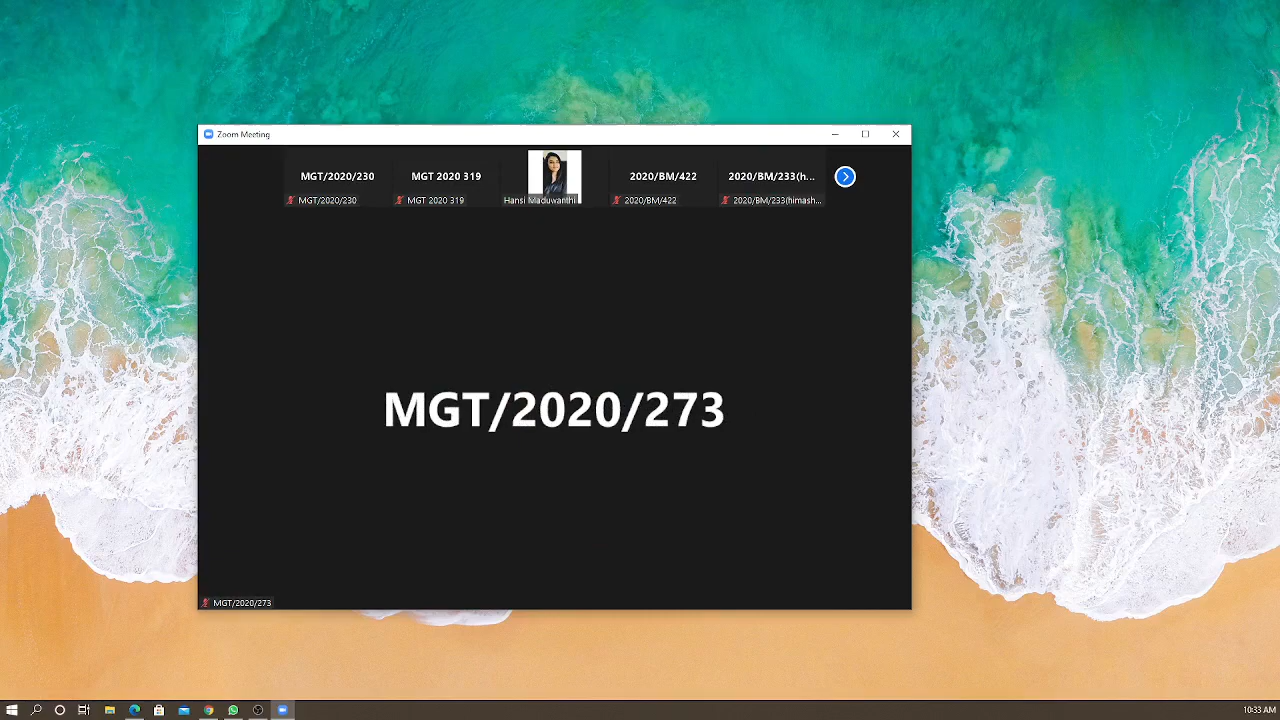 Zoom Meeting
MGT/2020/230
MGT 2020 319
2020/BM/422
2020/BM/233(h...
MGT/2020/230
MGT 2020 319
Hansi Maduwanthi
2020/BM/422
2020/BM/233(himash...
MGT/2020/273
MGT/2020/273
10:33 AM